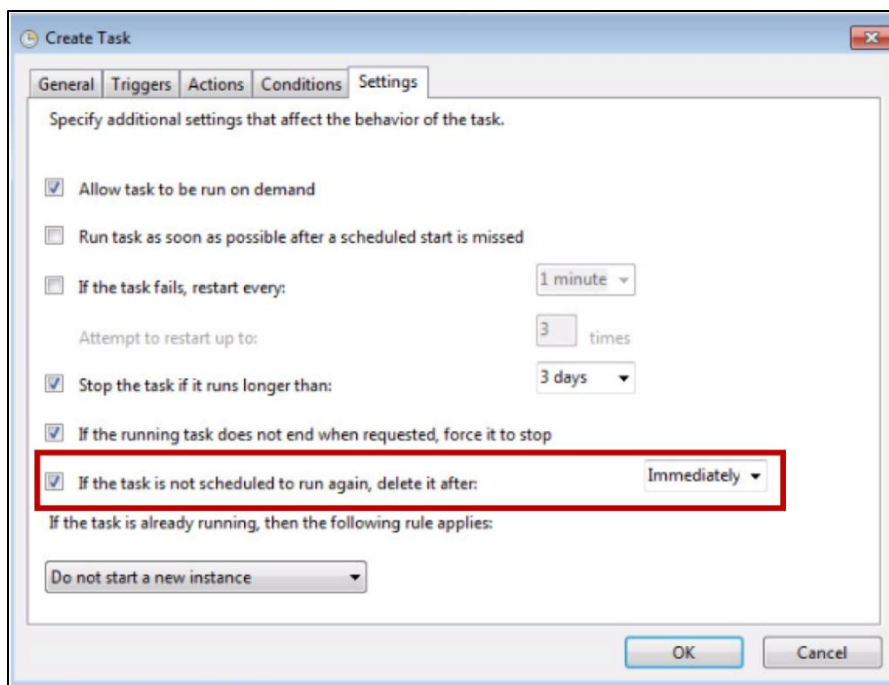 Create Task
General Triggers Actions Conditions Settings
Specify additional settings that affect the behavior of the task.
Allow task to be run on demand
Run task as soon as possible after a scheduled start is missed
If the task fails, restart every: 1 minute
Attempt to restart up to: 3 times
Stop the task if it runs longer than: 3 days
If the running task does not end when requested, force it to stop
If the task is not scheduled to run again, delete it after: Immediately
If the task is already running, then the following rule applies:
Do not start a new instance
OK Cancel